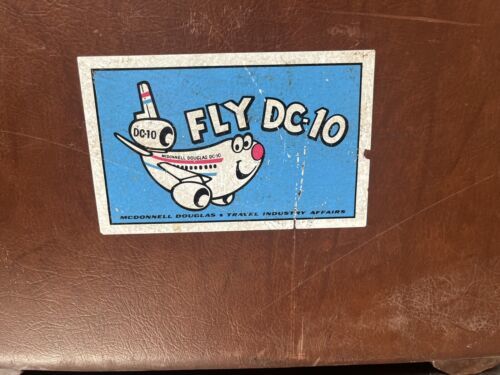 FLY DC-10
DC-10
MCDONNELL DOUGLAS DC-10
MCDONNELL DOUGLAS • TRAVEL INDUSTRY AFFAIRS